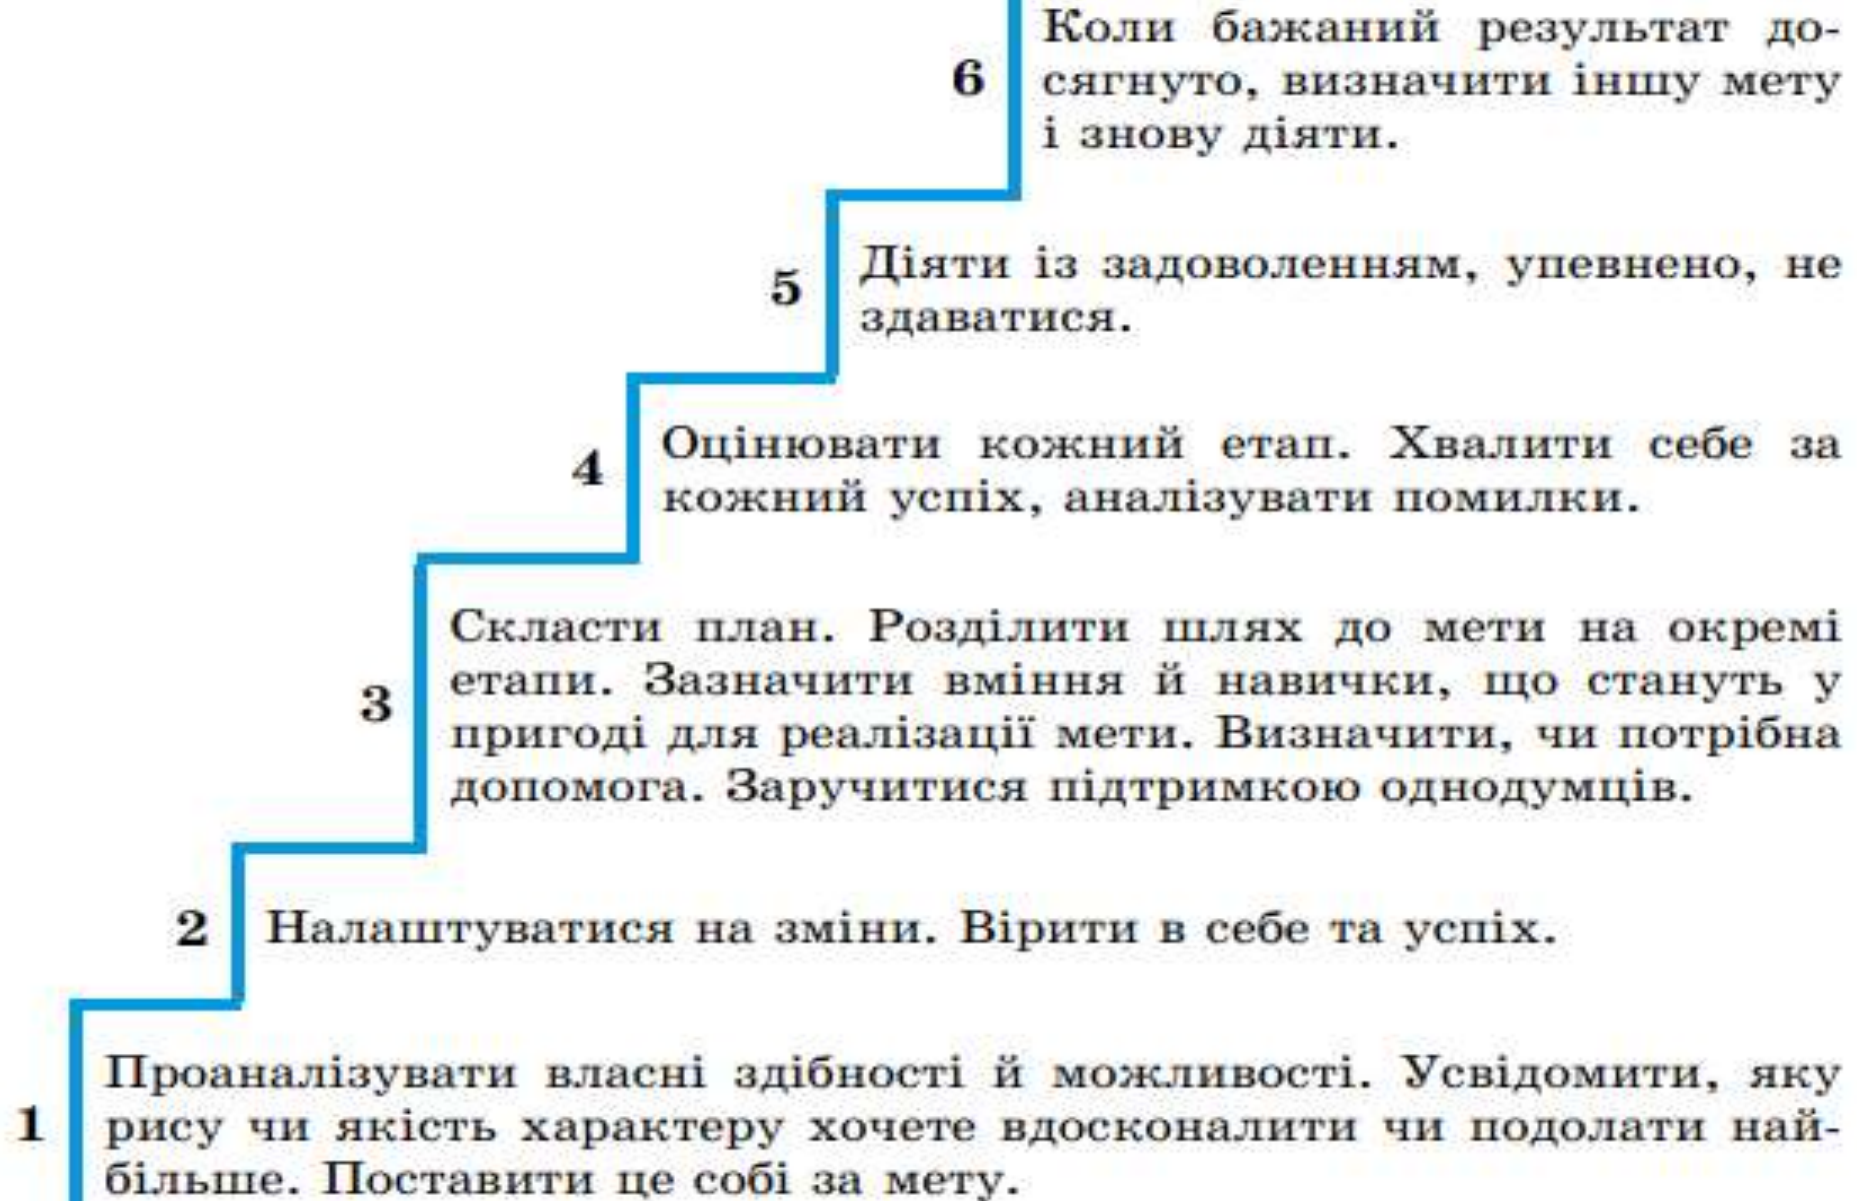 6
Коли бажаний результат до-
сягнуто, визначити іншу мету
і знову діяти.
5
Діяти із задоволенням, упевнено, не
здаватися.
4
Оцінювати кожний етап. Хвалити себе за
кожний успіх, аналізувати помилки.
3
Скласти план. Розділити шлях до мети на окремі
етапи. Зазначити вміння й навички, що стануть у
пригоді для реалізації мети. Визначити, чи потрібна
допомога. Заручитися підтримкою однодумців.
2
Налаштуватися на зміни. Вірити в себе та успіх.
1
Проаналізувати власні здібності й можливості. Усвідомити, яку
рису чи якість характеру хочете вдосконалити чи подолати най-
більше. Поставити це собі за мету.